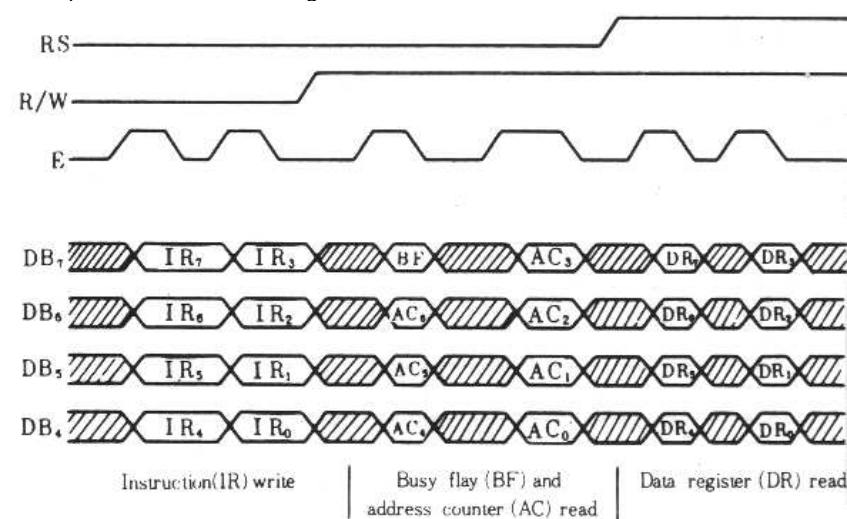 RS
R/W
E
DB₇ IR₇ IR₃ BF AC₃ DR₇ DR₃
DB₆ IR₆ IR₂ AC₆ AC₂ DR₆ DR₂
DB₅ IR₅ IR₁ AC₅ AC₁ DR₅ DR₁
DB₄ IR₄ IR₀ AC₄ AC₀ DR₄ DR₀
Instruction(IR) write
Busy flay (BF) and
address counter (AC) read
Data register (DR) read